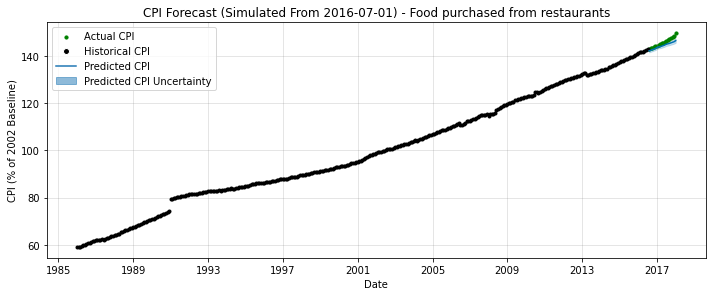 CPI Forecast (Simulated From 2016-07-01) - Food purchased from restaurants
Actual CPI
Historical CPI
Predicted CPI
Predicted CPI Uncertainty
CPI (% of 2002 Baseline)
140
120
100
80
60
1985
1989
1993
1997
2001
2005
2009
2013
2017
Date